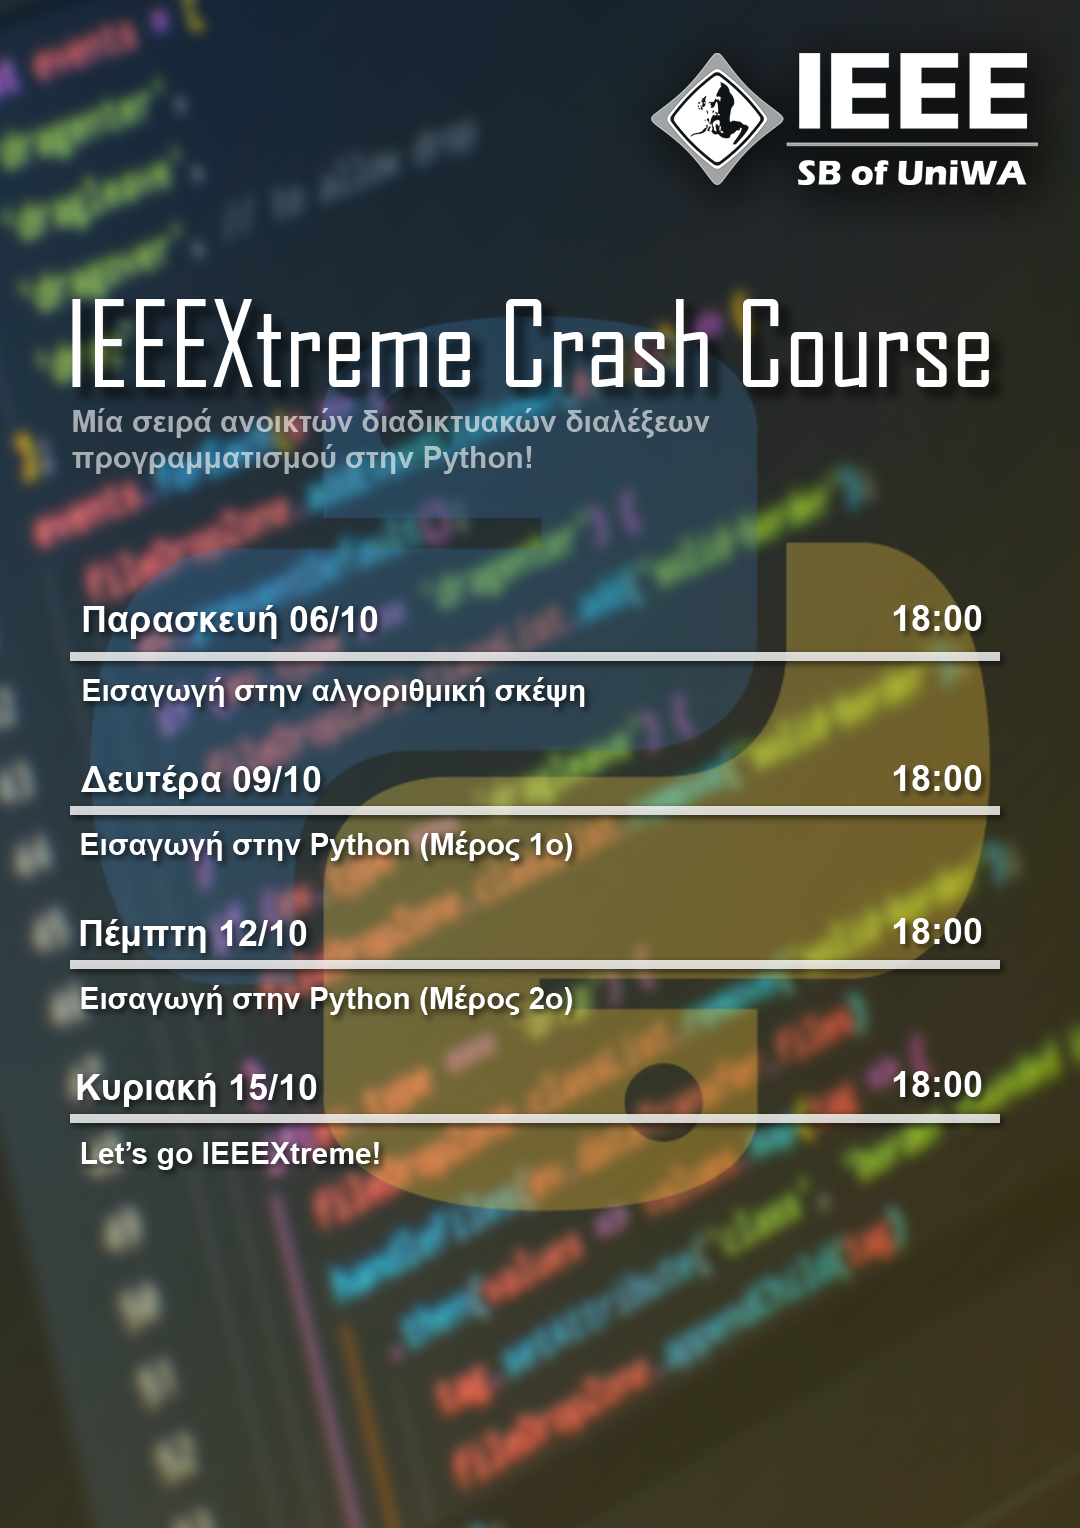 IEEE
SB of UniWA
IEEEXtreme Crash Course
Μία σειρά ανοικτών διαδικτυακών διαλέξεων
προγραμματισμού στην Python!
Παρασκευή 06/10 18:00
Εισαγωγή στην αλγοριθμική σκέψη
Δευτέρα 09/10 18:00
Εισαγωγή στην Python (Μέρος 1ο)
Πέμπτη 12/10 18:00
Εισαγωγή στην Python (Μέρος 2ο)
Κυριακή 15/10 18:00
Let’s go IEEEXtreme!